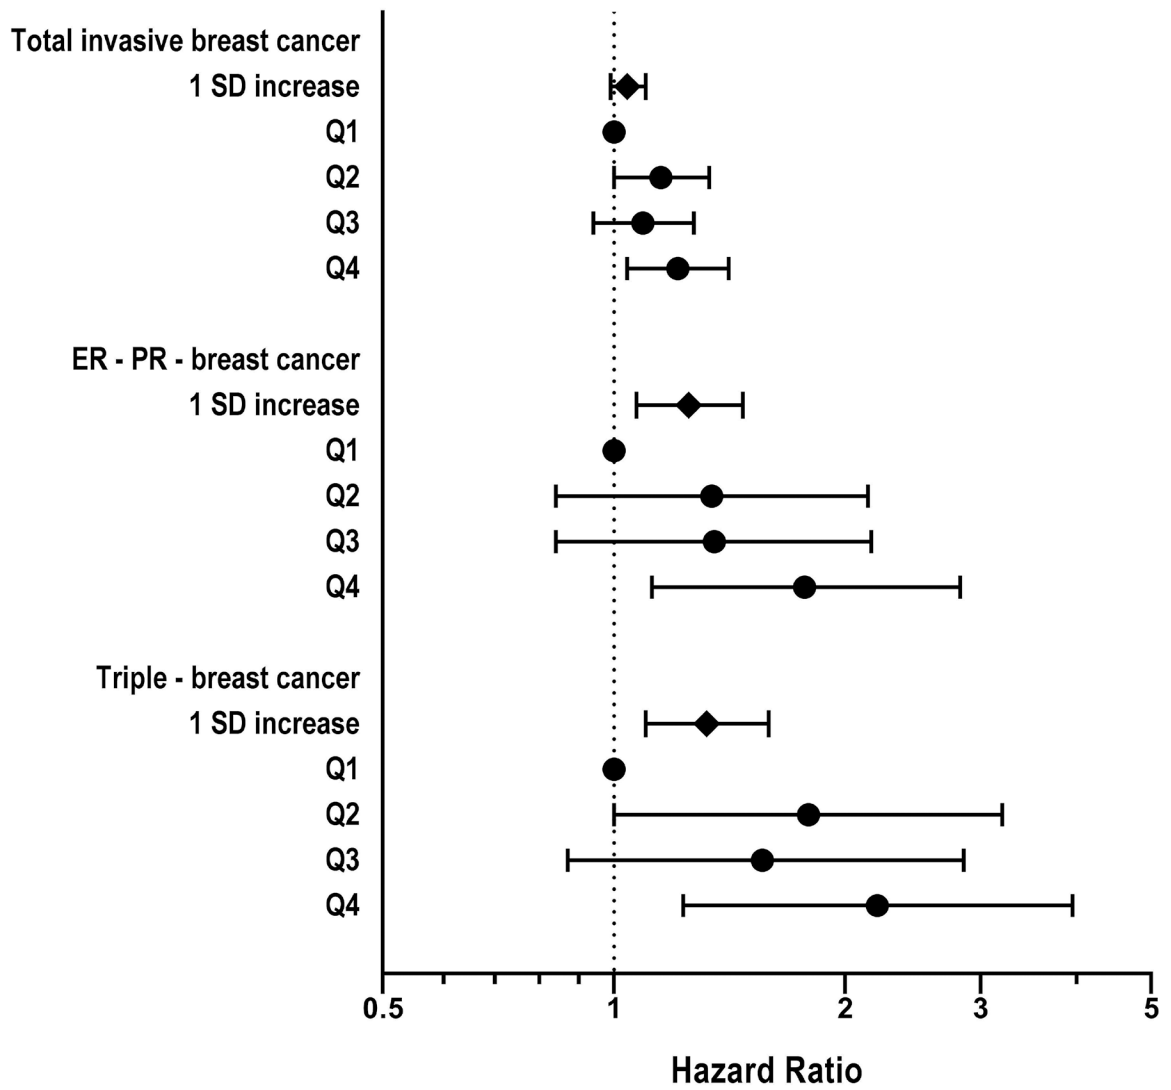 Total invasive breast cancer
1 SD increase
Q1
Q2
Q3
Q4
ER - PR - breast cancer
1 SD increase
Q1
Q2
Q3
Q4
Triple - breast cancer
1 SD increase
Q1
Q2
Q3
Q4
0.5 1 2 3 5
Hazard Ratio